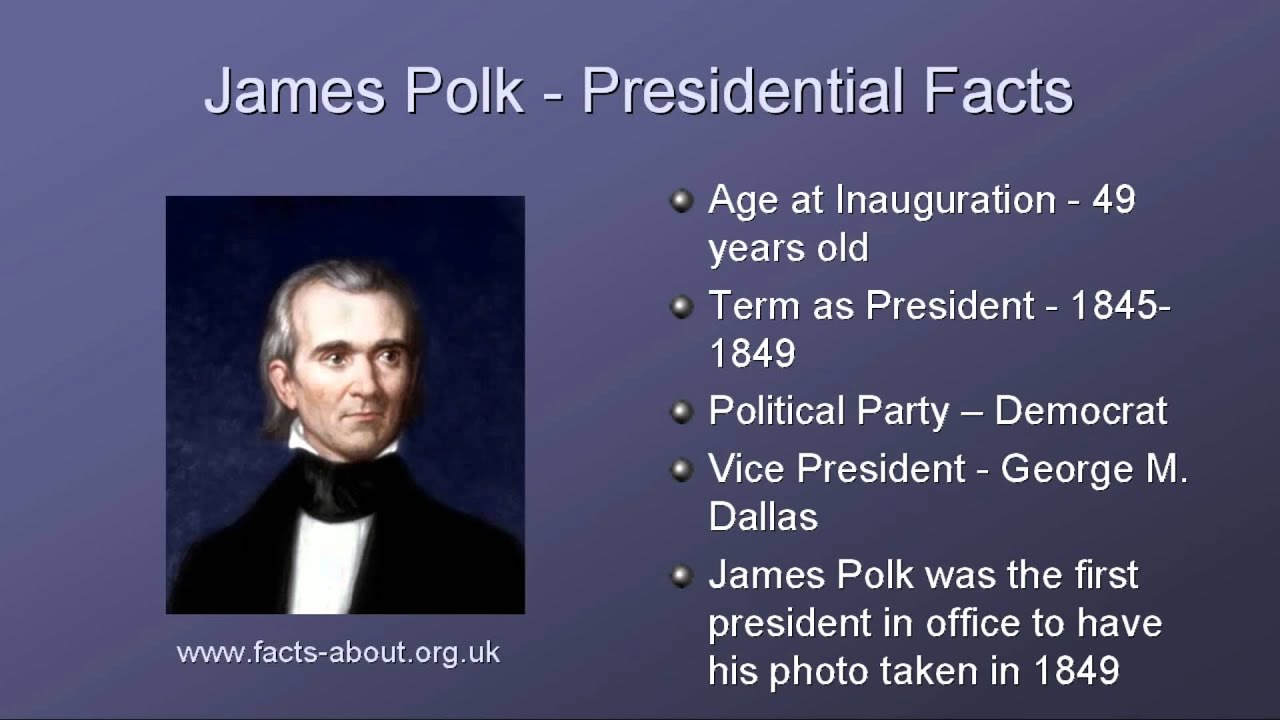 James Polk - Presidential Facts
Age at Inauguration - 49
years old
Term as President - 1845-
1849
Political Party – Democrat
Vice President - George M.
Dallas
James Polk was the first
president in office to have
his photo taken in 1849
www.facts-about.org.uk